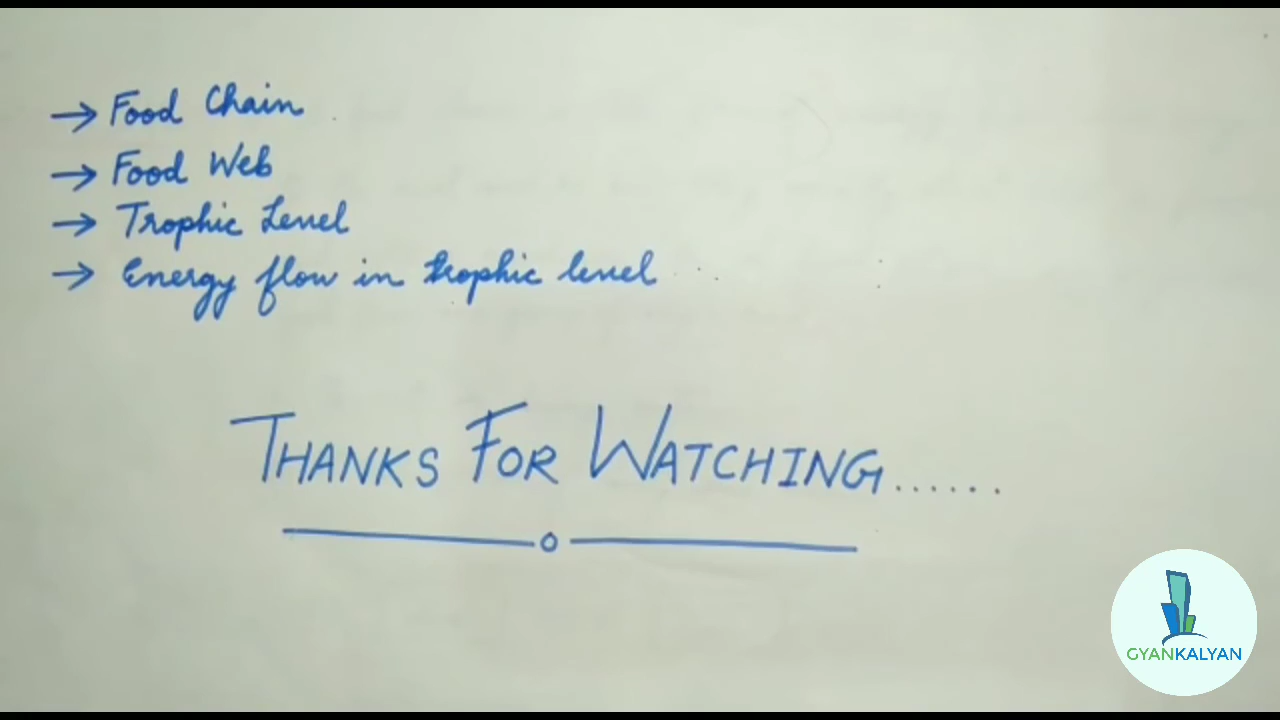 → Food Chain
→ Food Web
→ Trophic Level
→ Energy flow in trophic level
THANKS FOR WATCHING......
GYANKALYAN